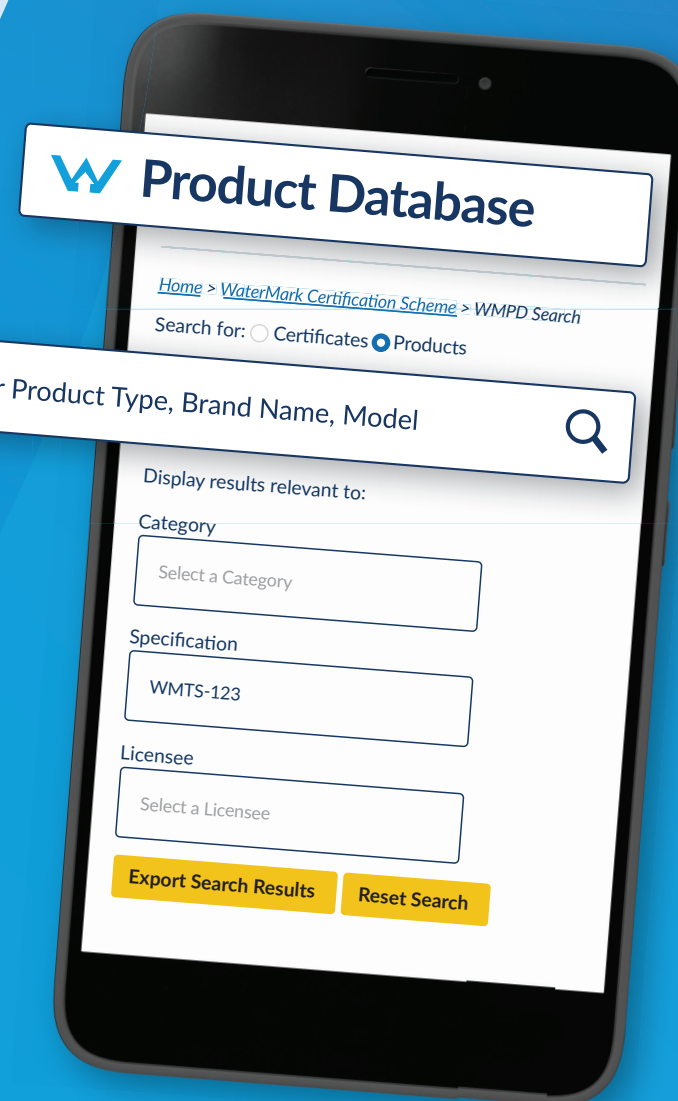 Product Database
Home > WaterMark Certification Scheme > WMPD Search
Search for: Certificates Products
Product Type, Brand Name, Model
Display results relevant to:
Category
Select a Category
Specification
WMTS-123
Licensee
Select a Licensee
Export Search Results Reset Search